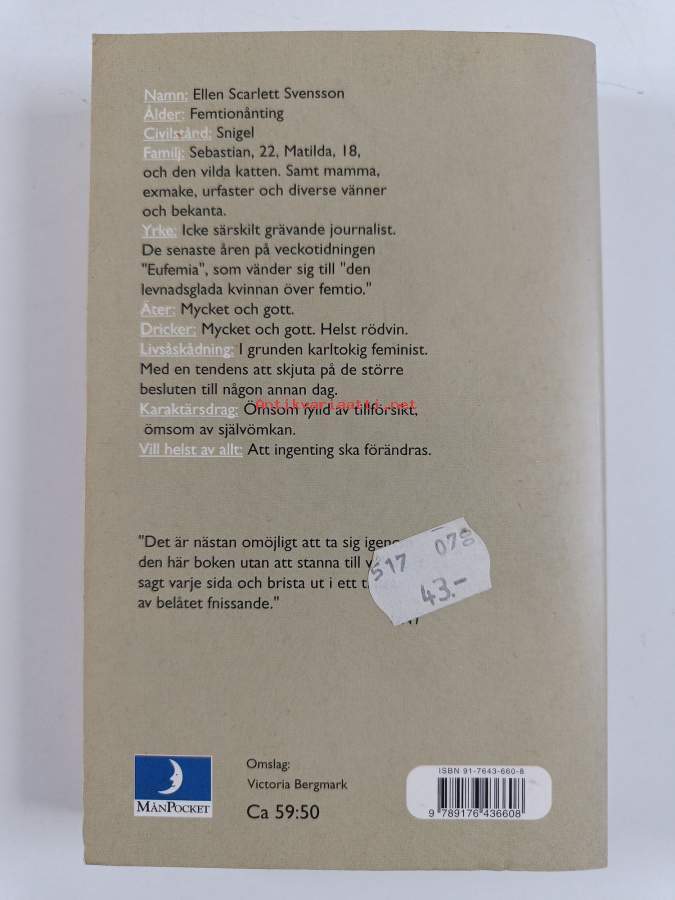 Namn: Ellen Scarlett Svensson
Ålder: Femtionånting
Civilstånd: Snigel
Familj: Sebastian, 22, Matilda, 18,
och den vilda katten. Samt mamma,
exmake, urfaster och diverse vänner
och bekanta.
Yrke: Icke särskilt grävande journalist.
De senaste åren på veckotidningen
"Eufemia", som vänder sig till "den
levnadsglada kvinnan över femtio."
Äter: Mycket och gott.
Dricker: Mycket och gott. Helst rödvin.
Livsåskådning: I grunden karltokig feminist.
Med en tendens att skjuta på de större
besluten till någon annan dag.
Antikvariaatti.net
Karaktärsdrag: Ömsom fylld av tillförsikt,
ömsom av självömkan.
Vill helst av allt: Att ingenting ska förändras.
"Det är nästan omöjligt att ta sig
den här boken utan att stanna till
sagt varje sida och brista ut i ett
av belåtet fnissande."
517 078
43.-
MÅNPOCKET
Omslag:
Victoria Bergmark
Ca 59:50
ISBN 91-7643-660-8
9 789176 436608